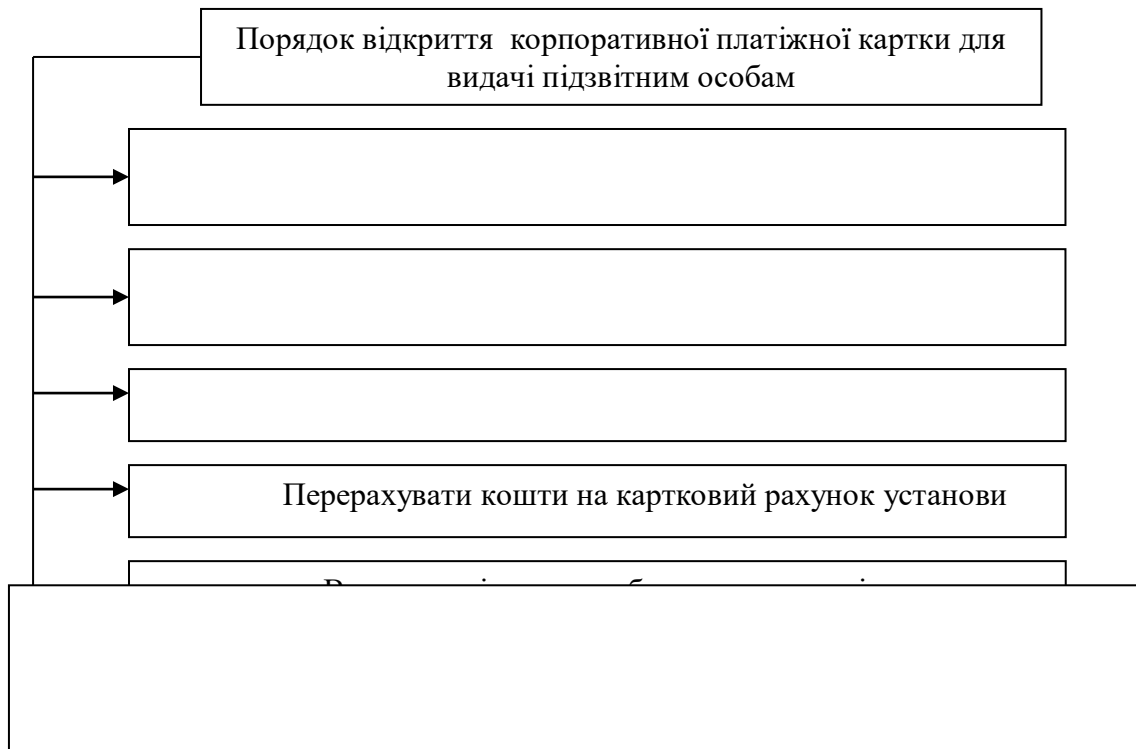 Порядок відкриття корпоративної платіжної картки для
видачі підзвітним особам
Перерахувати кошти на картковий рахунок установи